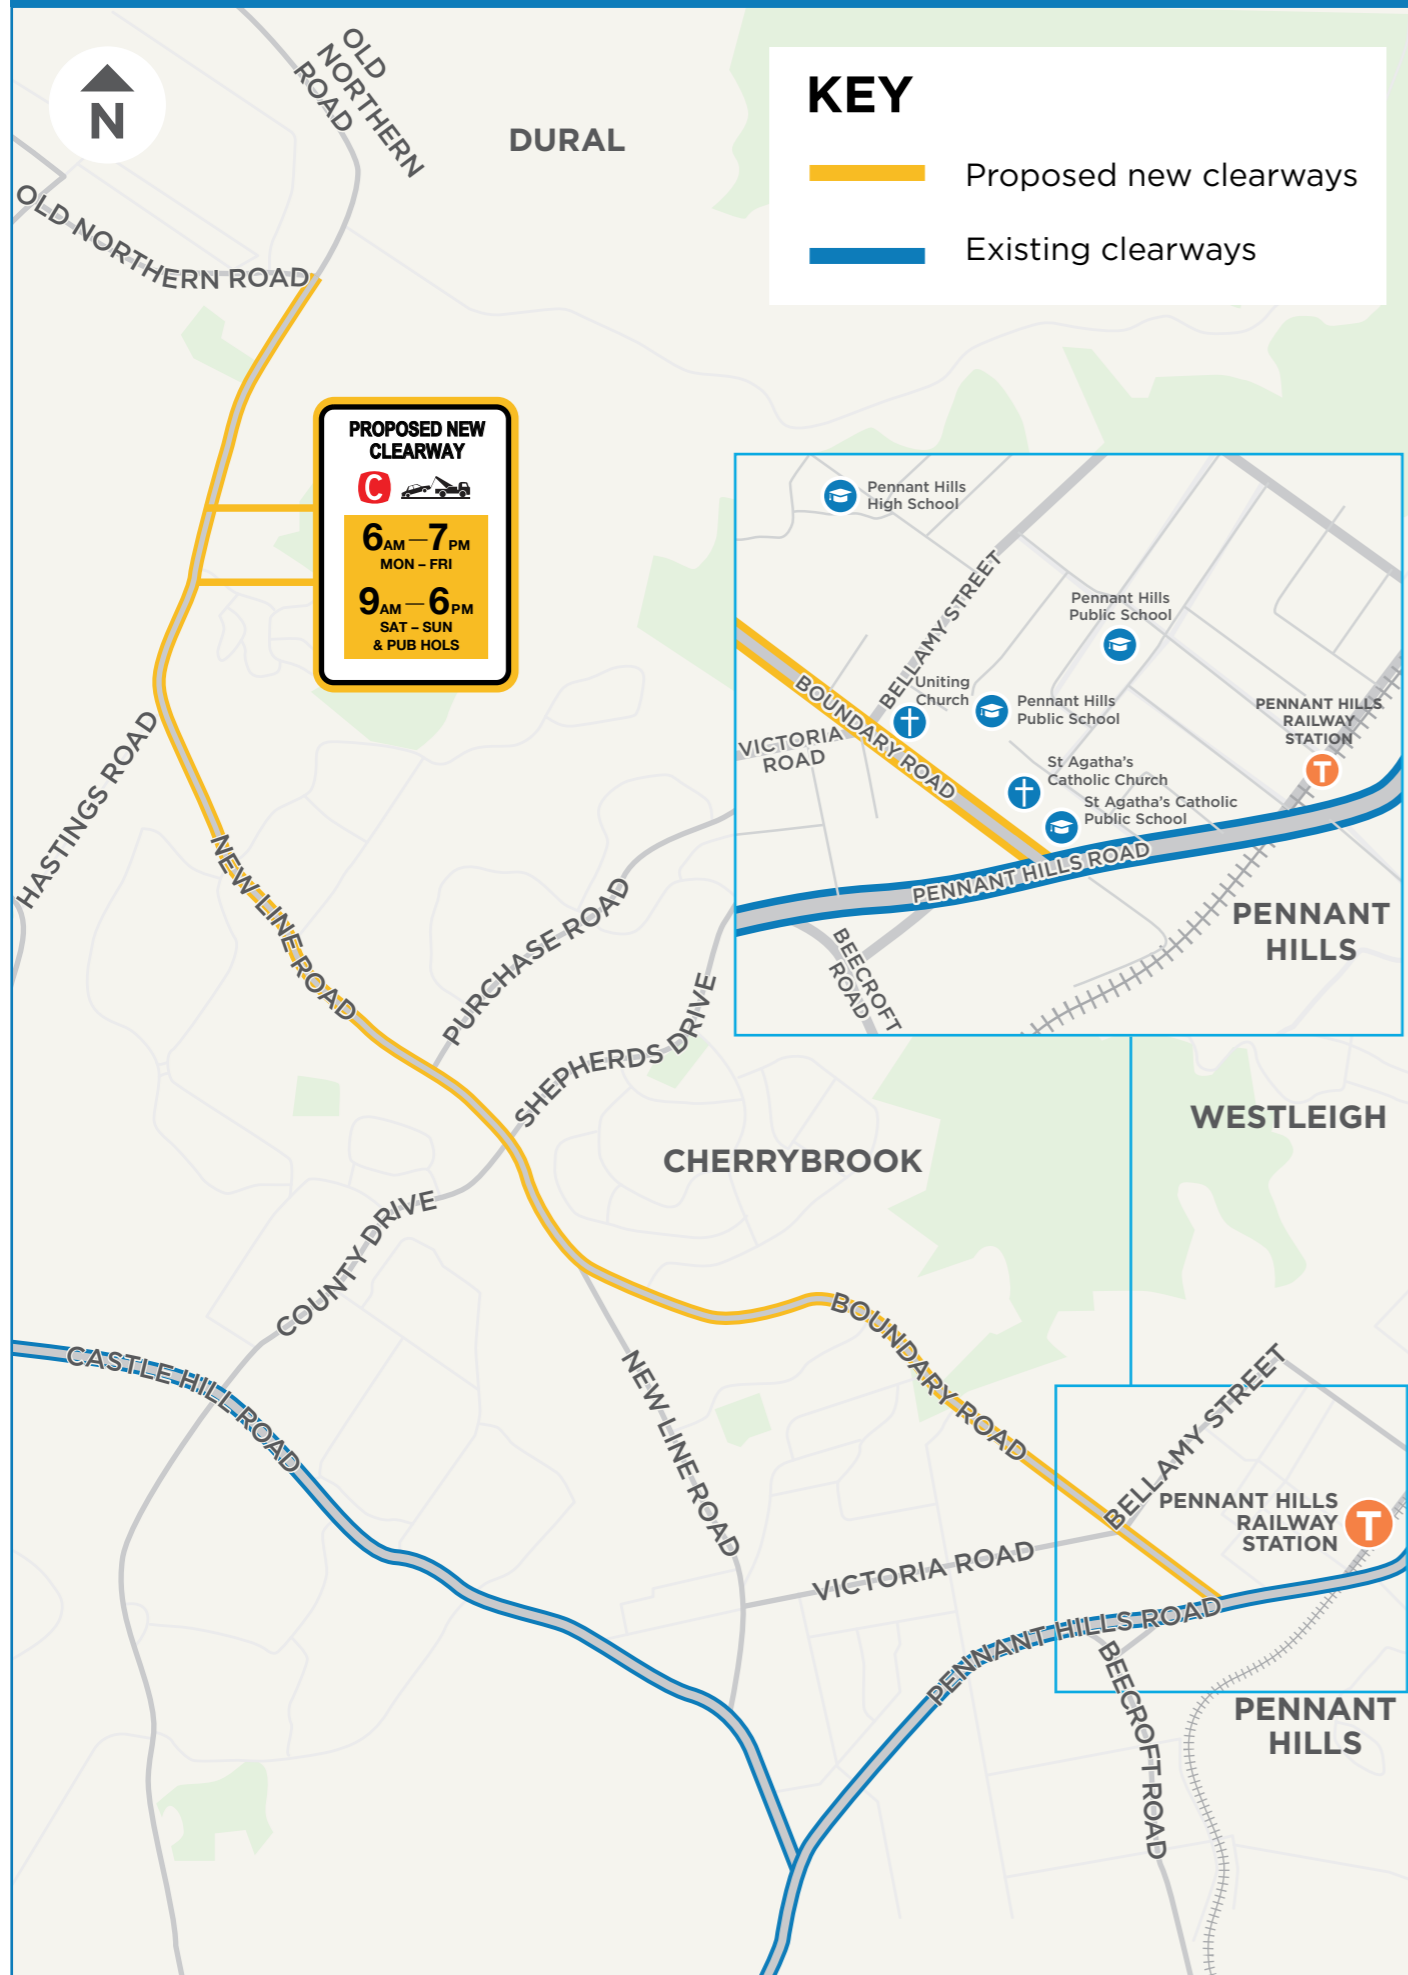 N
OLD
NORTHERN
ROAD
DURAL
KEY
Proposed new clearways
Existing clearways
OLD NORTHERN ROAD
PROPOSED NEW
CLEARWAY
C
6AM — 7PM
MON – FRI
9AM — 6PM
SAT – SUN
& PUB HOLS
Pennant Hills
High School
BELLAMY STREET
Pennant Hills
Public School
Uniting
Church
Pennant Hills
Public School
BOUNDARY ROAD
VICTORIA
ROAD
PENNANT HILLS
RAILWAY
STATION
T
St Agatha's
Catholic Church
St Agatha's Catholic
Public School
PENNANT HILLS ROAD
BEECROFT
ROAD
PENNANT
HILLS
HASTINGS ROAD
NEW LINE ROAD
PURCHASE ROAD
SHEPHERDS DRIVE
WESTLEIGH
CHERRYBROOK
COUNTY DRIVE
CASTLE HILL ROAD
BOUNDARY ROAD
NEW LINE ROAD
BELLAMY STREET
PENNANT HILLS
RAILWAY
STATION
T
VICTORIA ROAD
PENNANT HILLS ROAD
BEECROFT ROAD
PENNANT
HILLS